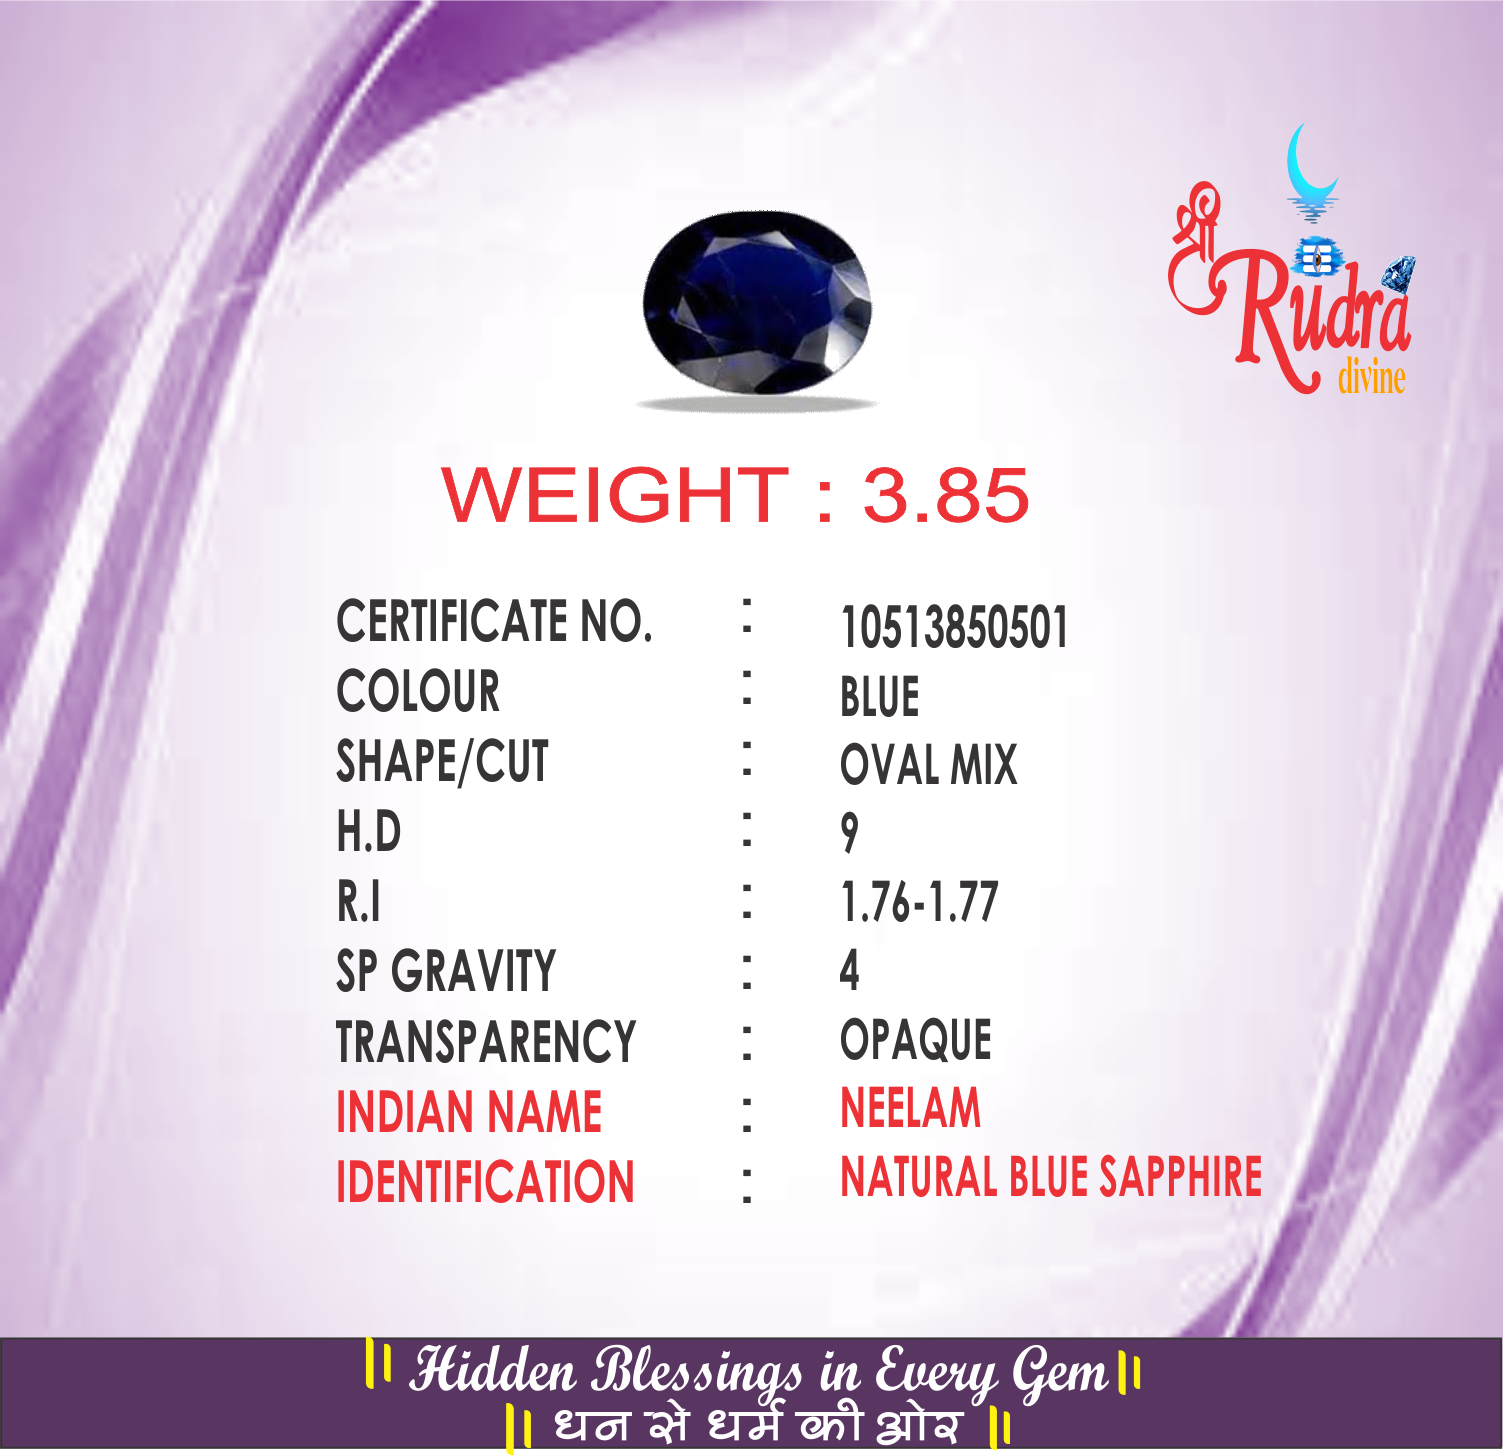 श्री
Rudra
divine
WEIGHT : 3.85
CERTIFICATE NO. : 10513850501
COLOUR : BLUE
SHAPE/CUT : OVAL MIX
H.D : 9
R.I : 1.76-1.77
SP GRAVITY : 4
TRANSPARENCY : OPAQUE
INDIAN NAME : NEELAM
IDENTIFICATION : NATURAL BLUE SAPPHIRE
|| Hidden Blessings in Every Gem ||
|| धन से धर्म की ओर ||